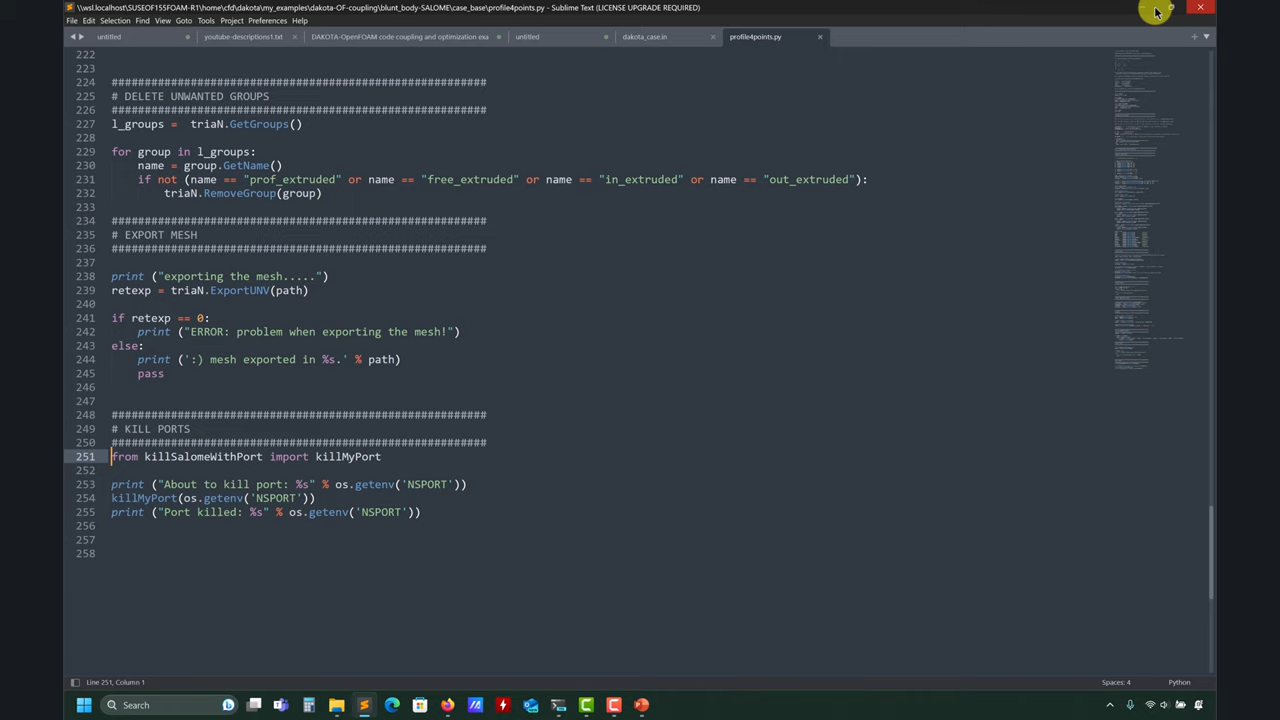 \\wsl.localhost\SUSEOF155FOAM-R1\home\cfd\dakota\my_examples\dakota-OF-coupling\blunt_body-SALOME\case_base\profile4points.py - Sublime Text (LICENSE UPGRADE REQUIRED)
File Edit Selection Find View Goto Tools Project Preferences Help
untitled youtube-descriptions1.txt DAKOTA-OpenFOAM code coupling and optimization exa untitled dakota_case.in profile4points.py
222
223
224 #########################################################
225 # DELETE UNWANTED GROUPS
226 #########################################################
227 l_groups = triaN.GetGroups()
228
229 for group in l_groups:
230 name = group.GetName()
231 if not (name == "prof_extruded" or name == "free_extruded" or name == "in_extruded" or name == "out_extruded"):
232 triaN.RemoveGroup(group)
233
234 #########################################################
235 # EXPORT MESH
236 #########################################################
237
238 print ("exporting the mesh.....")
239 retexp = triaN.ExportUNV(path)
240
241 if retexp == 0:
242 print ("ERROR: problem when exporting the mesh!")
243 else:
244 print (':) mesh exported in %s.' % path)
245 pass
246
247
248 #########################################################
249 # KILL PORTS
250 #########################################################
251 from killSalomeWithPort import killMyPort
252
253 print ("About to kill port: %s" % os.getenv('NSPORT'))
254 killMyPort(os.getenv('NSPORT'))
255 print ("Port killed: %s" % os.getenv('NSPORT'))
256
257
258
Line 251, Column 1 Spaces: 4 Python
Search